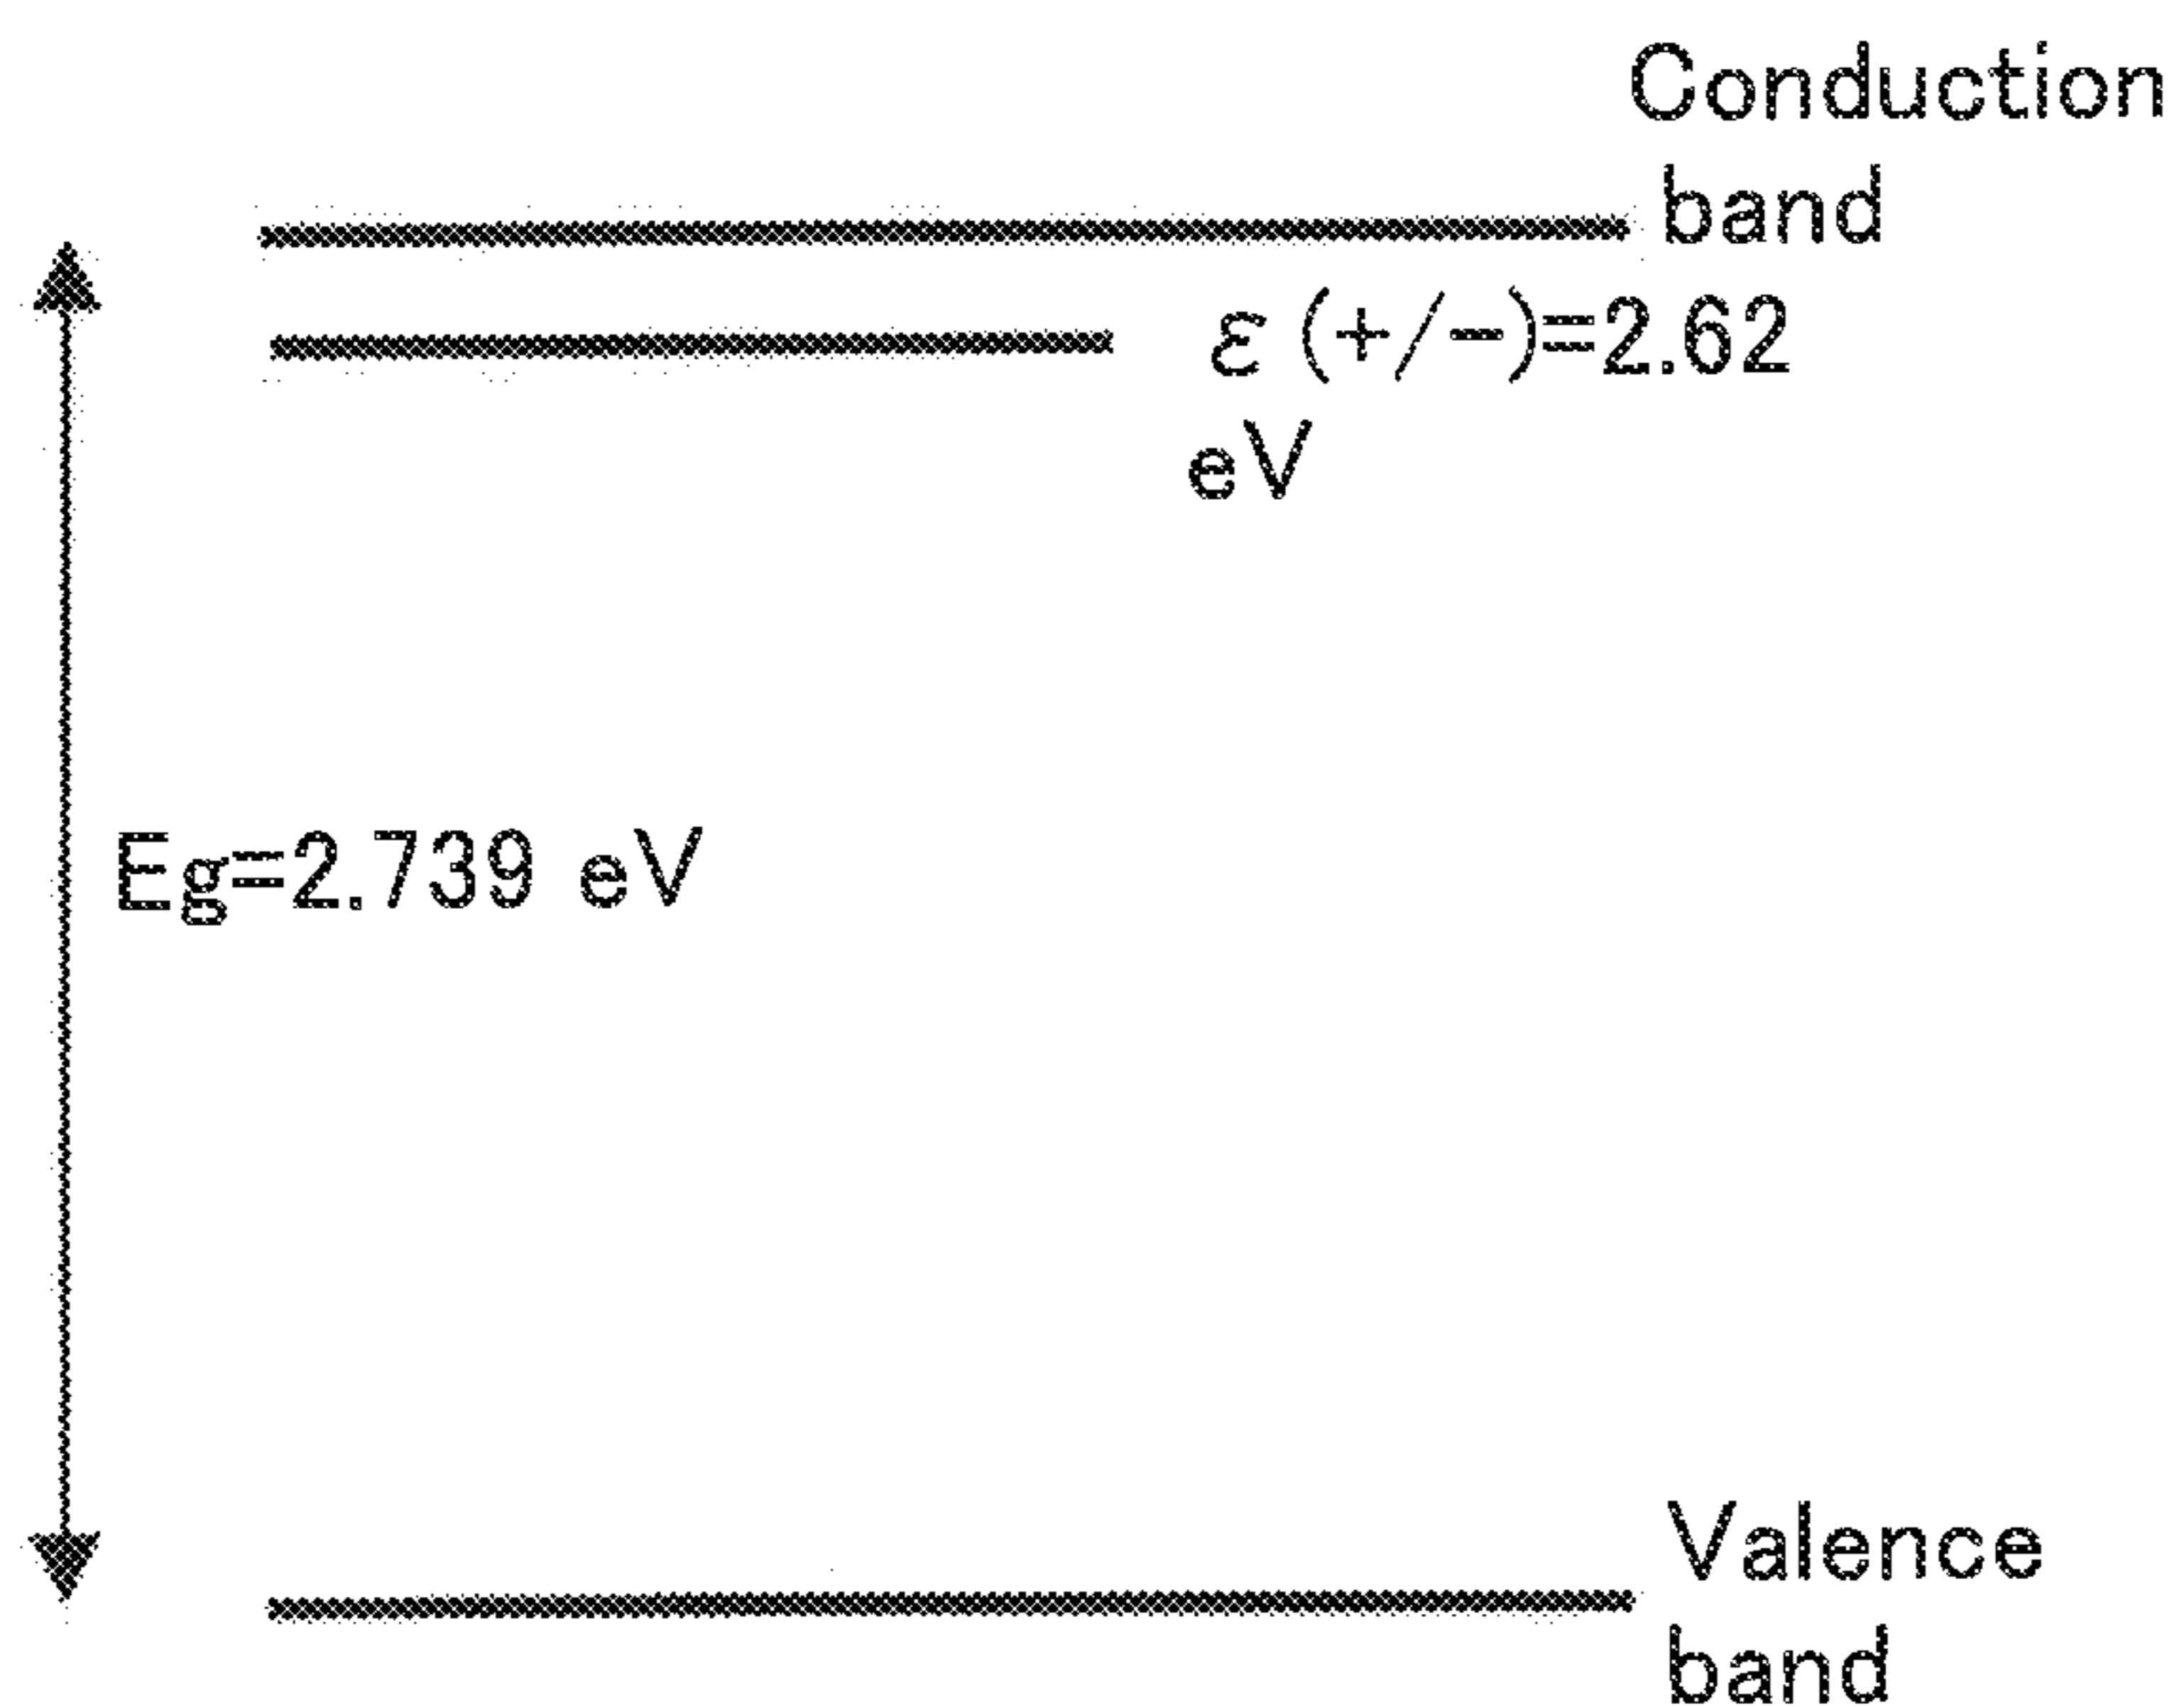 Conduction
band
ε(+/−)=2.62
eV
Eg=2.739 eV
Valence
band